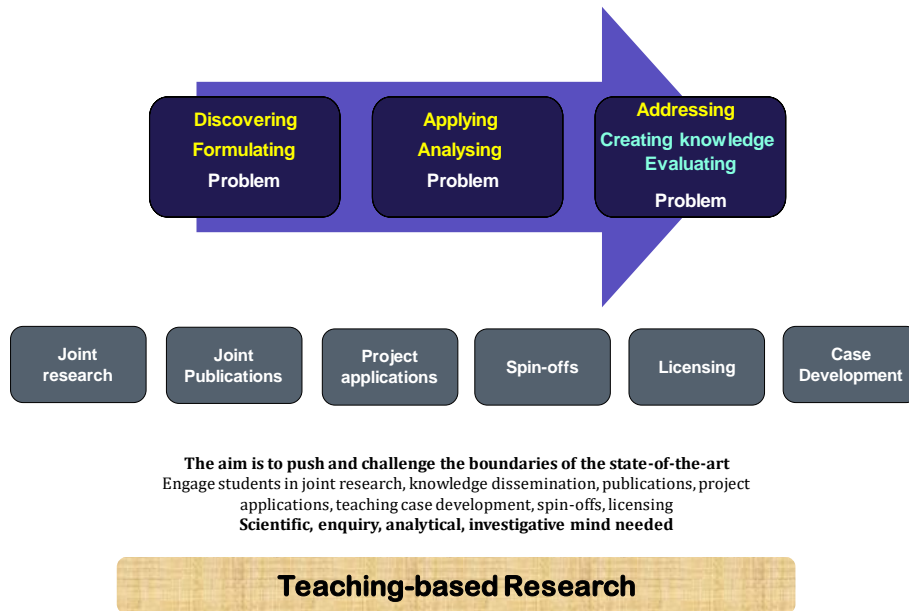 Discovering
Formulating
Problem
Applying
Analysing
Problem
Addressing
Creating knowledge
Evaluating
Problem
Joint
research
Joint
Publications
Project
applications
Spin-offs
Licensing
Case
Development
The aim is to push and challenge the boundaries of the state-of-the-art
Engage students in joint research, knowledge dissemination, publications, project
applications, teaching case development, spin-offs, licensing
Scientific, enquiry, analytical, investigative mind needed
Teaching-based Research